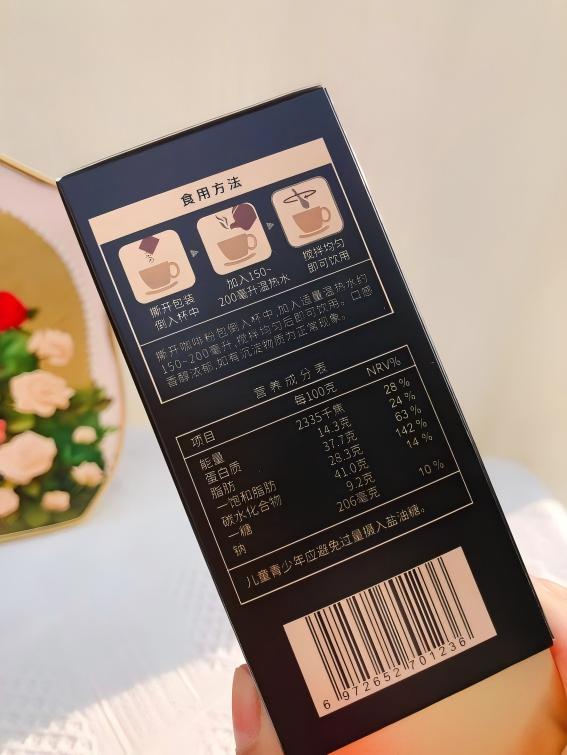 食用方法
撕开包装
倒入杯中
加入150~
200毫升温热水
搅拌均匀
即可饮用
撕开咖啡粉包倒入杯中,加入适量温热水约
150~200毫升,搅拌均匀后即可饮用。口感
香醇浓郁,如有沉淀物质为正常现象。
营养成分表
项目 每100克 NRV%
能量 2335千焦 28 %
蛋白质 14.3克 24 %
脂肪 37.7克 63 %
—饱和脂肪 28.3克 142 %
碳水化合物 41.0克 14 %
—糖 9.2克
钠 206毫克 10 %
儿童青少年应避免过量摄入盐油糖。
6 972652 701236